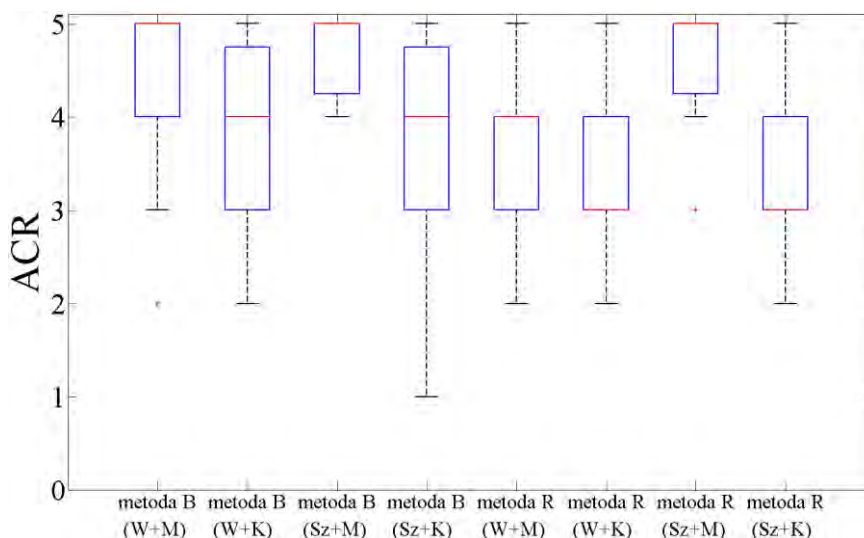 5
4
3
2
1
0
ACR
metoda B metoda B metoda B metoda B metoda R metoda R metoda R metoda R
(W+M) (W+K) (Sz+M) (Sz+K) (W+M) (W+K) (Sz+M) (Sz+K)